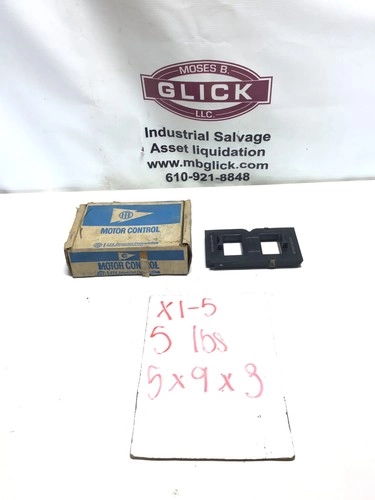 MOSES B.
GLICK
LLC.
Industrial Salvage
Asset liquidation
www.mbglick.com
610-921-8848
ITE
MOTOR CONTROL
MOTOR CONTROL
X1-5
5 lbs
5x9x3